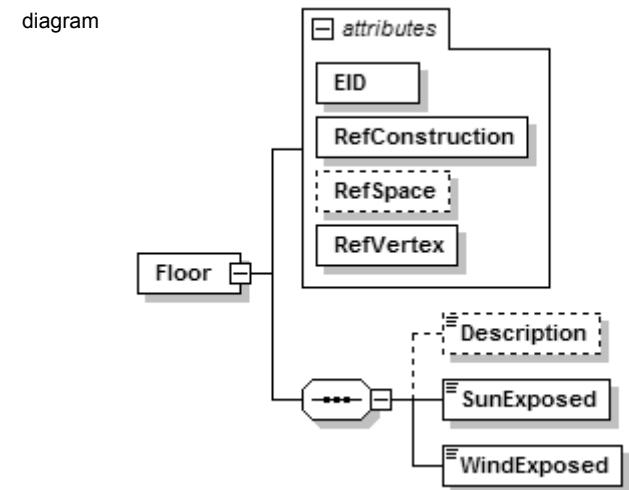 diagram
attributes
EID
RefConstruction
RefSpace
RefVertex
Floor
Description
SunExposed
WindExposed